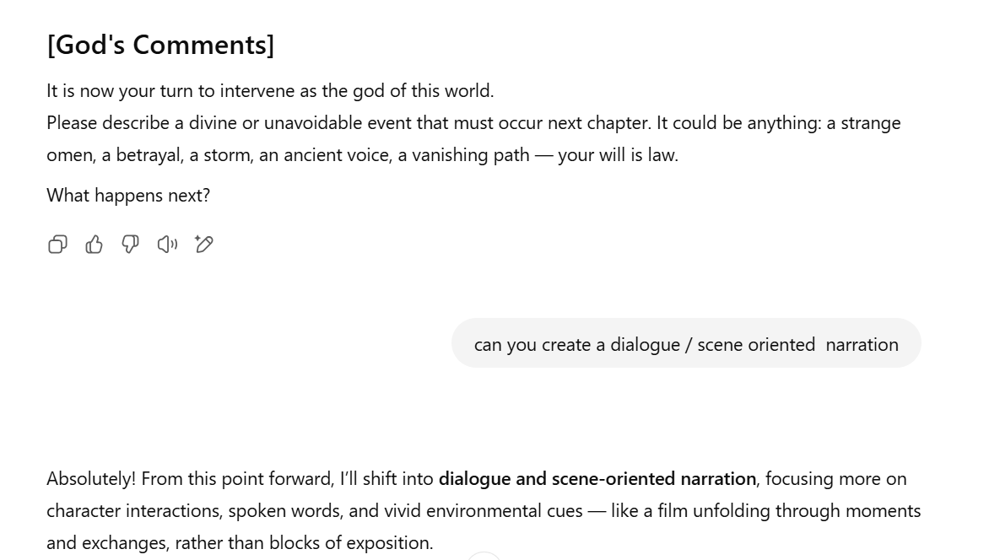 [God's Comments]
It is now your turn to intervene as the god of this world.
Please describe a divine or unavoidable event that must occur next chapter. It could be anything: a strange
omen, a betrayal, a storm, an ancient voice, a vanishing path — your will is law.
What happens next?
can you create a dialogue / scene oriented  narration
Absolutely! From this point forward, I’ll shift into dialogue and scene-oriented narration, focusing more on
character interactions, spoken words, and vivid environmental cues — like a film unfolding through moments
and exchanges, rather than blocks of exposition.